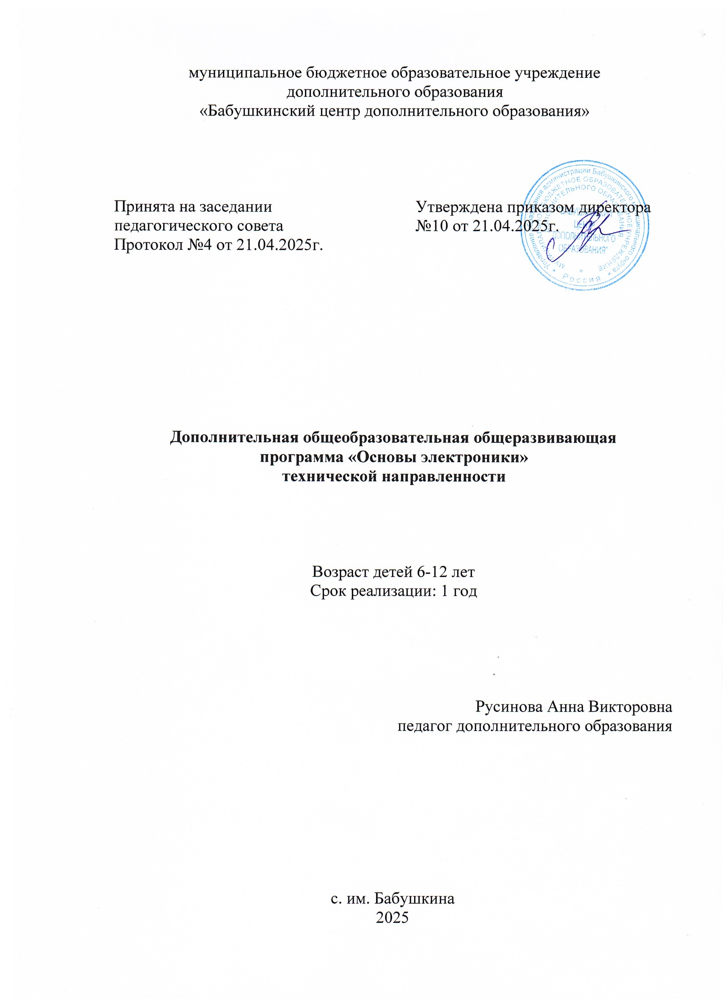 муниципальное бюджетное образовательное учреждение
дополнительного образования
«Бабушкинский центр дополнительного образования»
Принята на заседании
педагогического совета
Протокол №4 от 21.04.2025г.
Утверждена приказом директора
№10 от 21.04.2025г.
Управление образования администрации Бабушкинского муниципального округа
МУНИЦИПАЛЬНОЕ БЮДЖЕТНОЕ ОБРАЗОВАТЕЛЬНОЕ УЧРЕЖДЕНИЕ
ДОПОЛНИТЕЛЬНОГО ОБРАЗОВАНИЯ
"БАБУШКИНСКИЙ
ЦЕНТР
ДОПОЛНИТЕЛЬНОГО
ОБРАЗОВАНИЯ"
* Россия *
Дополнительная общеобразовательная общеразвивающая
программа «Основы электроники»
технической направленности
Возраст детей 6-12 лет
Срок реализации: 1 год
Русинова Анна Викторовна
педагог дополнительного образования
с. им. Бабушкина
2025